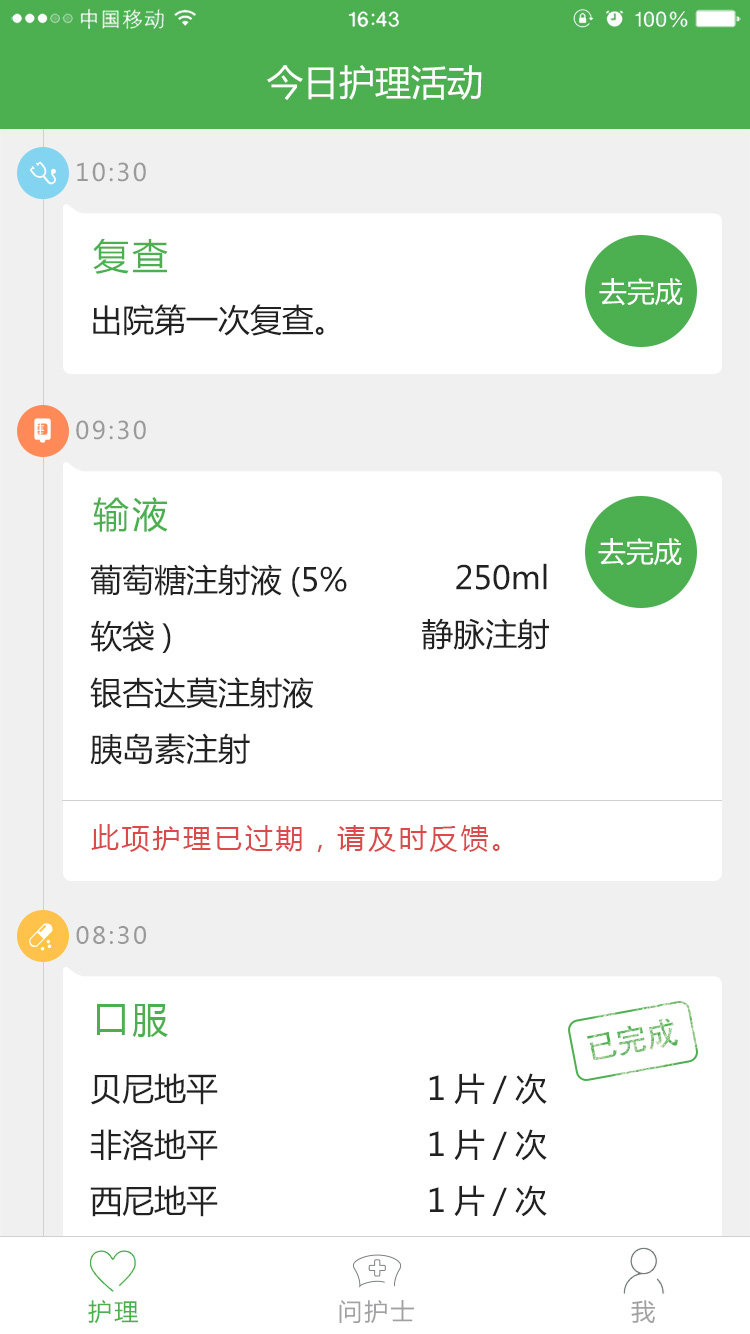 中国移动 16:43 100%
今日护理活动
10:30
复查
出院第一次复查。
去完成
09:30
输液
去完成
葡萄糖注射液 (5% 250ml
软袋 ) 静脉注射
银杏达莫注射液
胰岛素注射
此项护理已过期，请及时反馈。
08:30
口服
已完成
贝尼地平 1 片 / 次
非洛地平 1 片 / 次
西尼地平 1 片 / 次
护理 问护士 我